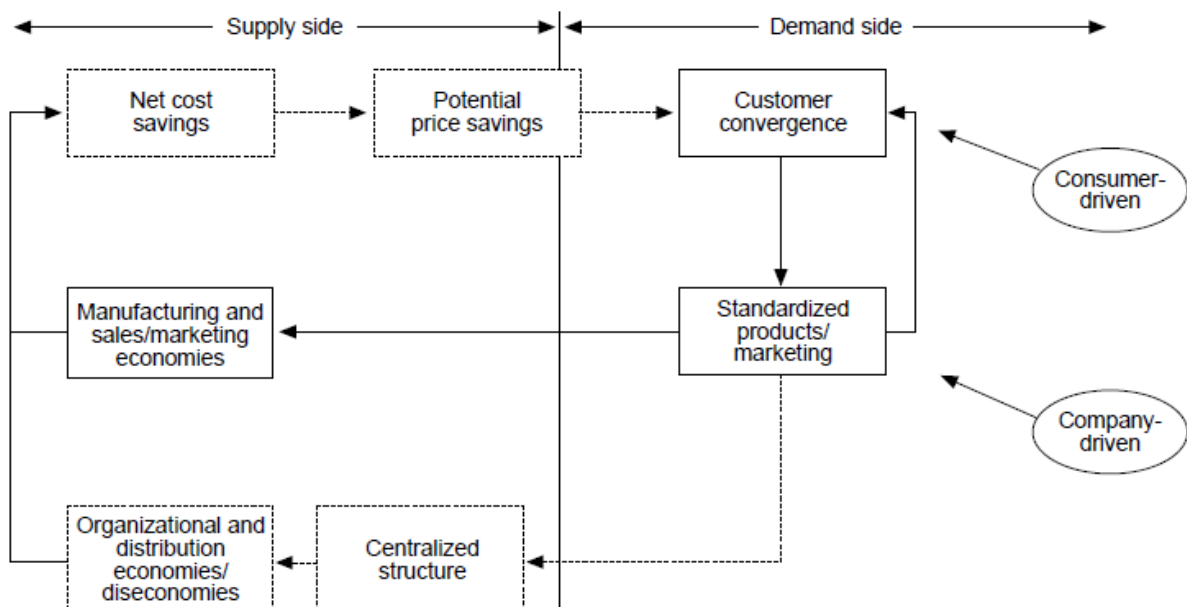 Supply side
Demand side
Net cost
savings
Potential
price savings
Customer
convergence
Consumer-
driven
Manufacturing and
sales/marketing
economies
Standardized
products/
marketing
Company-
driven
Organizational and
distribution
economies/
diseconomies
Centralized
structure